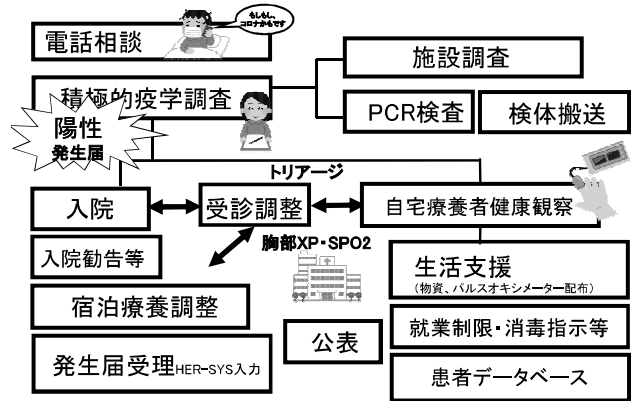 もしもし、
コロナかもです
電話相談
積極的疫学調査
施設調査
PCR検査
検体搬送
陽性
発生届
トリアージ
入院
受診調整
自宅療養者健康観察
入院勧告等
胸部XP・SPO2
生活支援
(物資、パルスオキシメーター配布)
宿泊療養調整
就業制限・消毒指示等
公表
発生届受理HER-SYS入力
患者データベース